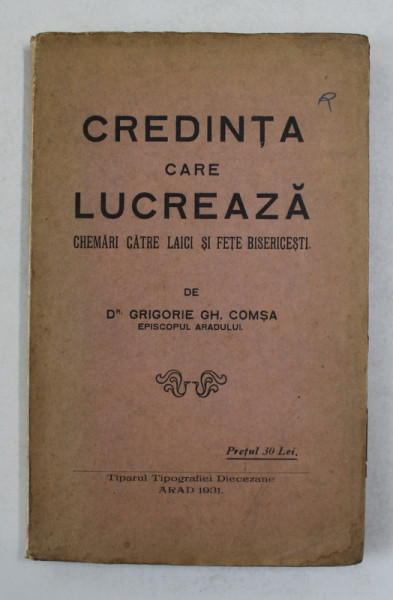 R
CREDINȚA
CARE
LUCREAZĂ
CHEMĂRI CĂTRE LAICI ȘI FEȚE BISERICEȘTI.
DE
DR. GRIGORIE GH. COMȘA
EPISCOPUL ARADULUI.
Prețul 30 Lei.
Tiparul Tipografiei Diecezane
ARAD 1931.